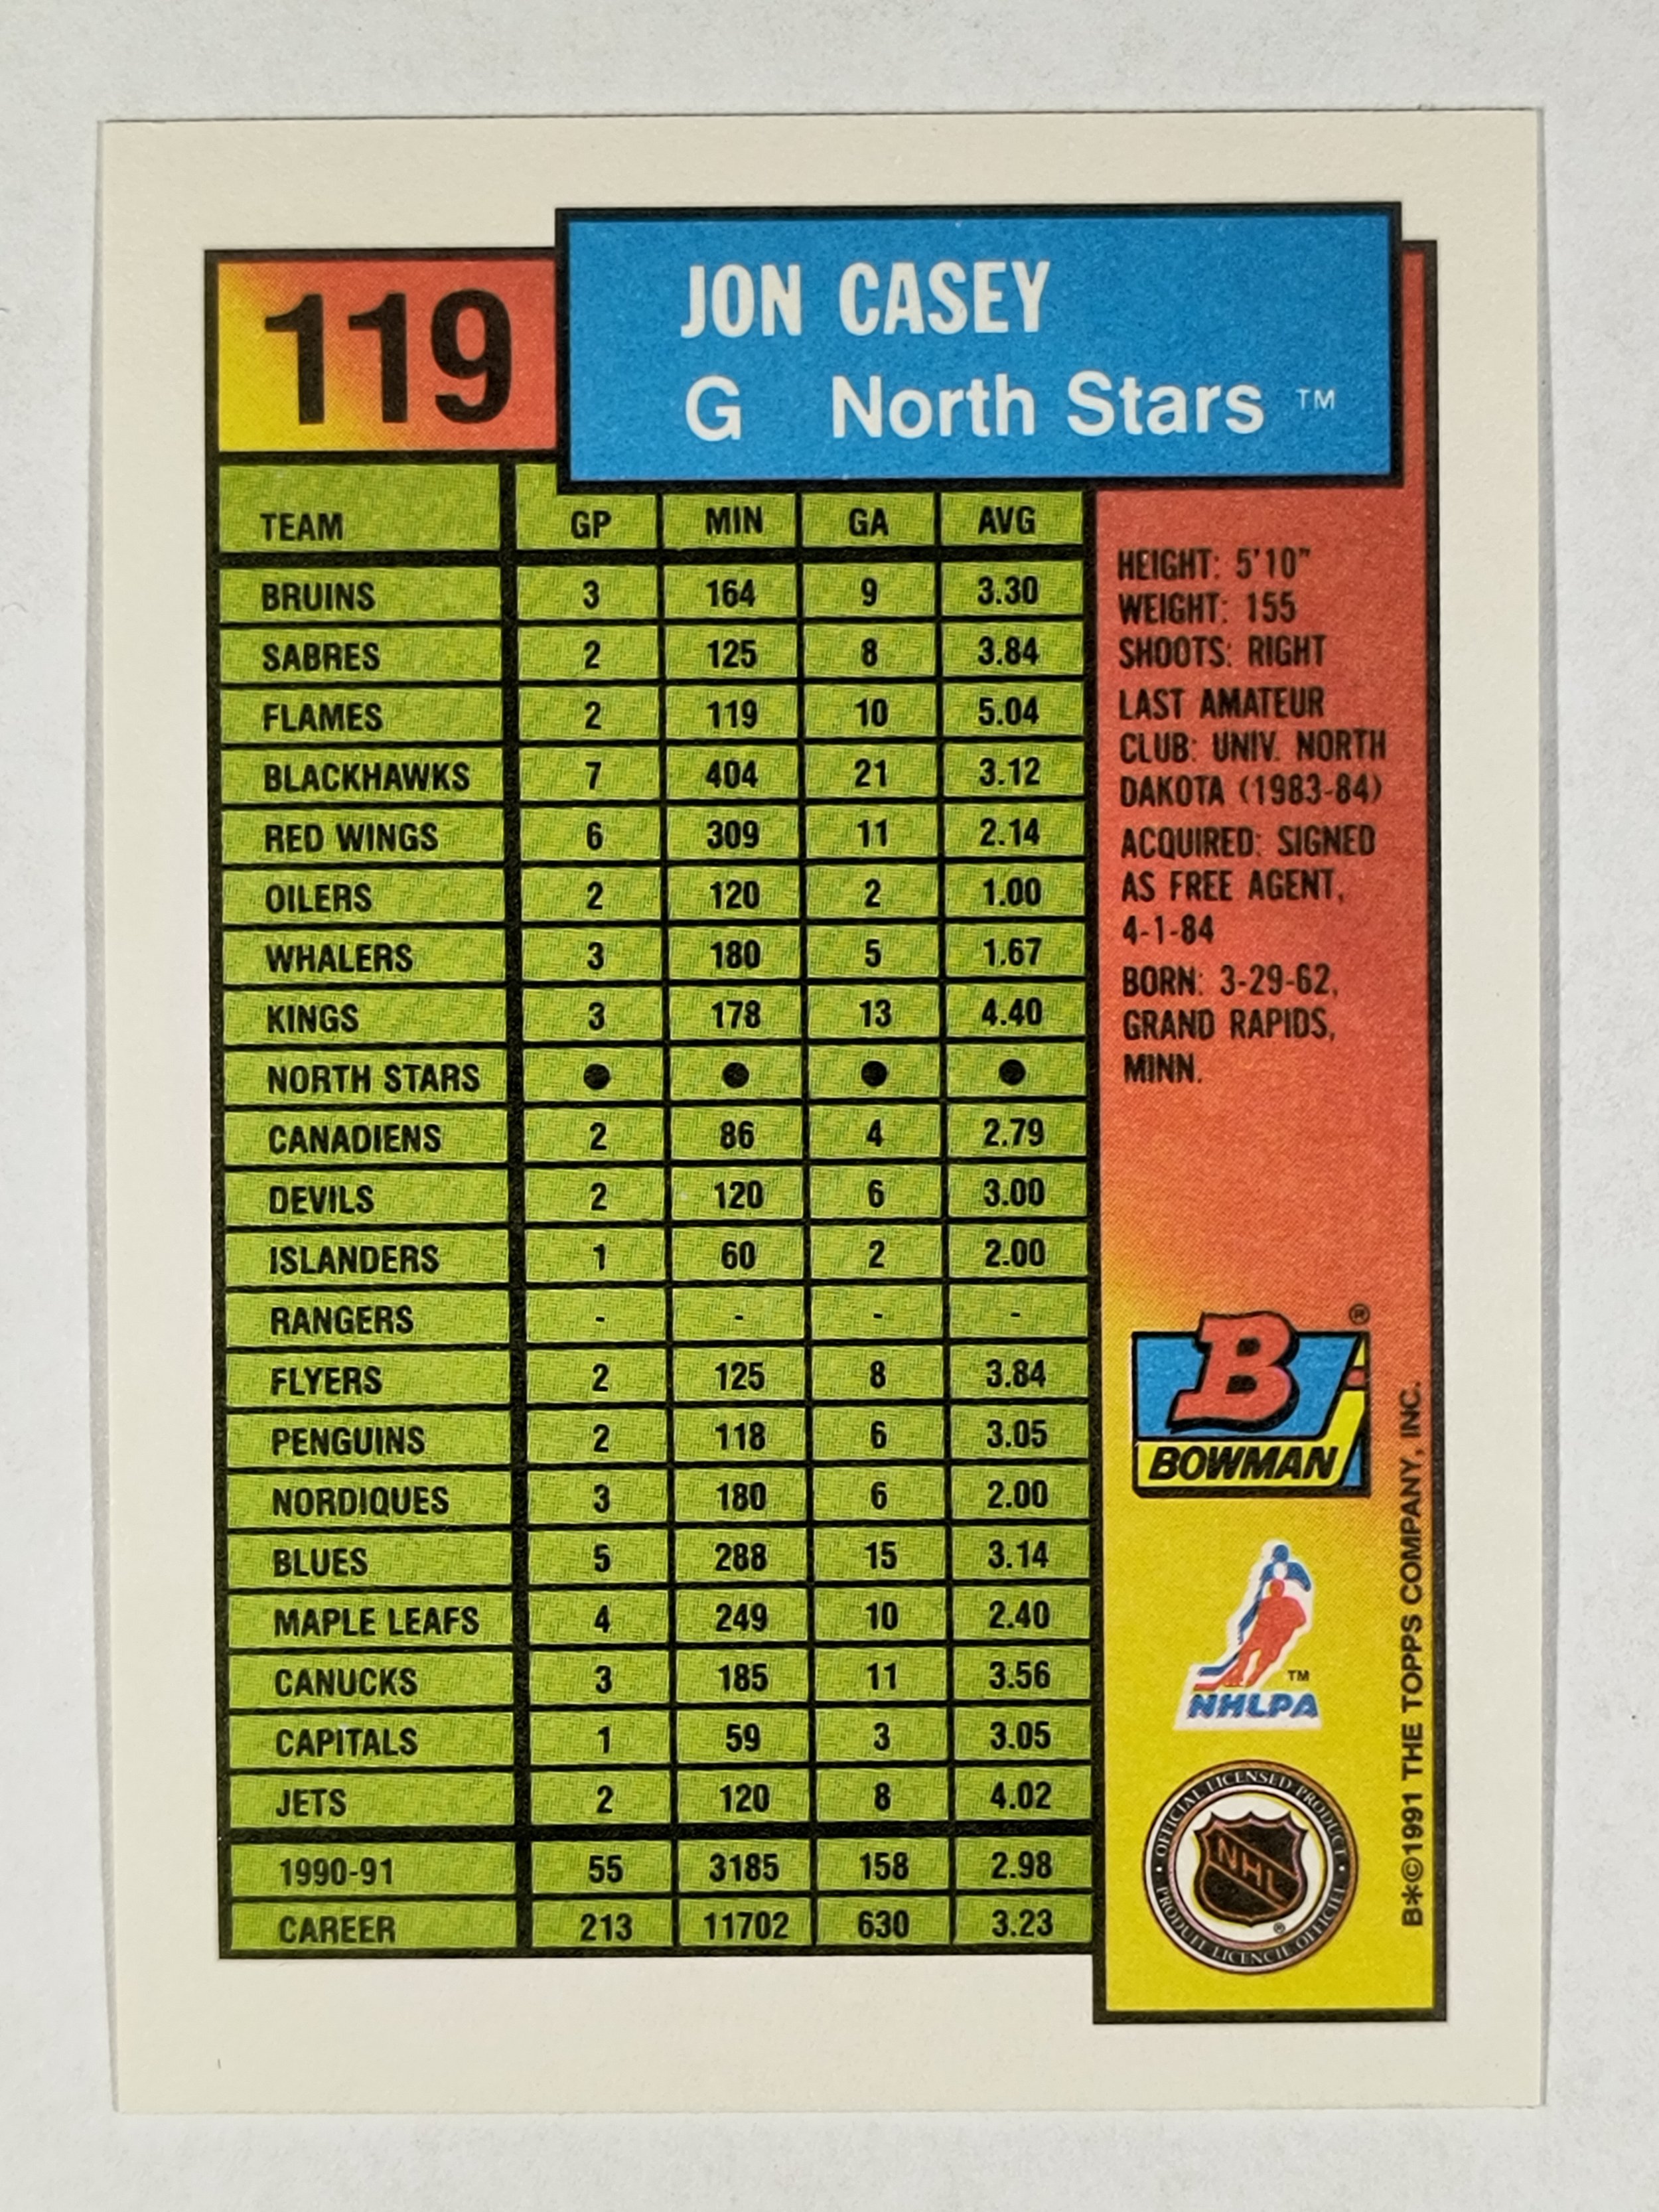 119
JON CASEY
G North Stars ™
TEAM GP MIN GA AVG
BRUINS 3 164 9 3.30
SABRES 2 125 8 3.84
FLAMES 2 119 10 5.04
BLACKHAWKS 7 404 21 3.12
RED WINGS 6 309 11 2.14
OILERS 2 120 2 1.00
WHALERS 3 180 5 1.67
KINGS 3 178 13 4.40
NORTH STARS ● ● ● ●
CANADIENS 2 86 4 2.79
DEVILS 2 120 6 3.00
ISLANDERS 1 60 2 2.00
RANGERS - - - -
FLYERS 2 125 8 3.84
PENGUINS 2 118 6 3.05
NORDIQUES 3 180 6 2.00
BLUES 5 288 15 3.14
MAPLE LEAFS 4 249 10 2.40
CANUCKS 3 185 11 3.56
CAPITALS 1 59 3 3.05
JETS 2 120 8 4.02
1990-91 55 3185 158 2.98
CAREER 213 11702 630 3.23
HEIGHT: 5'10"
WEIGHT: 155
SHOOTS: RIGHT
LAST AMATEUR
CLUB: UNIV. NORTH
DAKOTA (1983-84)
ACQUIRED: SIGNED
AS FREE AGENT,
4-1-84
BORN: 3-29-62,
GRAND RAPIDS,
MINN.
B ®
BOWMAN
™
NHLPA
OFFICIAL LICENSED PRODUCT
NHL ®
PRODUIT LICENCIE OFFICIEL
B*©1991 THE TOPPS COMPANY, INC.